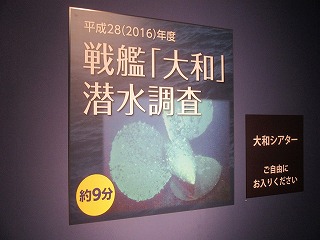 平成28(2016)年度
戦艦「大和」
潜水調査
約9分
大和シアター
ご自由に
お入りください